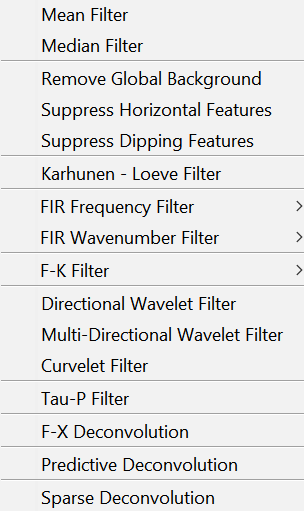 Mean Filter
Median Filter
Remove Global Background
Suppress Horizontal Features
Suppress Dipping Features
Karhunen - Loeve Filter
FIR Frequency Filter
FIR Wavenumber Filter
F-K Filter
Directional Wavelet Filter
Multi-Directional Wavelet Filter
Curvelet Filter
Tau-P Filter
F-X Deconvolution
Predictive Deconvolution
Sparse Deconvolution